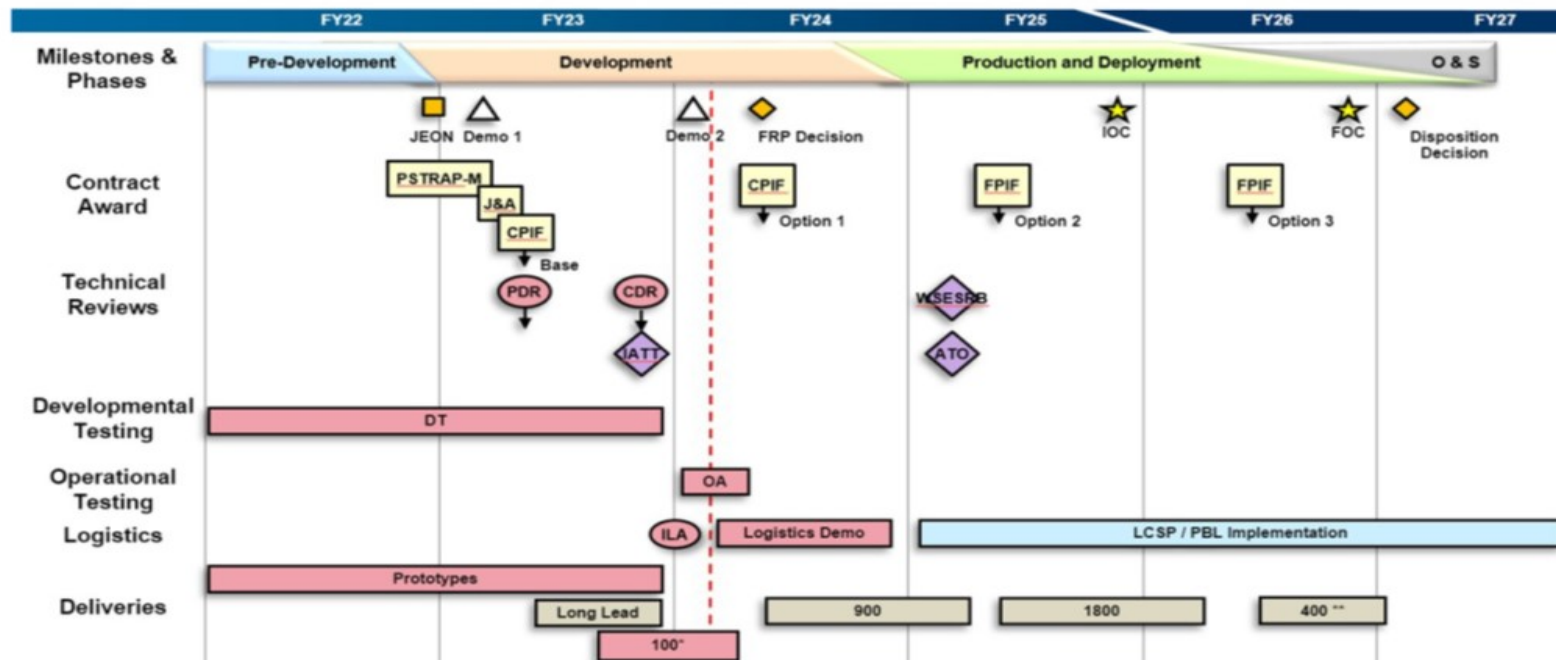 FY22 FY23 FY24 FY25 FY26 FY27
Milestones &
Phases
Pre-Development Development Production and Deployment O & S
JEON Demo 1 Demo 2 FRP Decision IOC FOC Disposition
Decision
Contract
Award
PSTRAP-M
J&A
CPIF
Base
CPIF
Option 1
FPIF
Option 2
FPIF
Option 3
Technical
Reviews
PDR CDR WSESRB
IATT ATO
Developmental
Testing
DT
Operational
Testing
OA
Logistics
ILA Logistics Demo LCSP / PBL Implementation
Deliveries
Prototypes
Long Lead 900 1800 400 **
100*